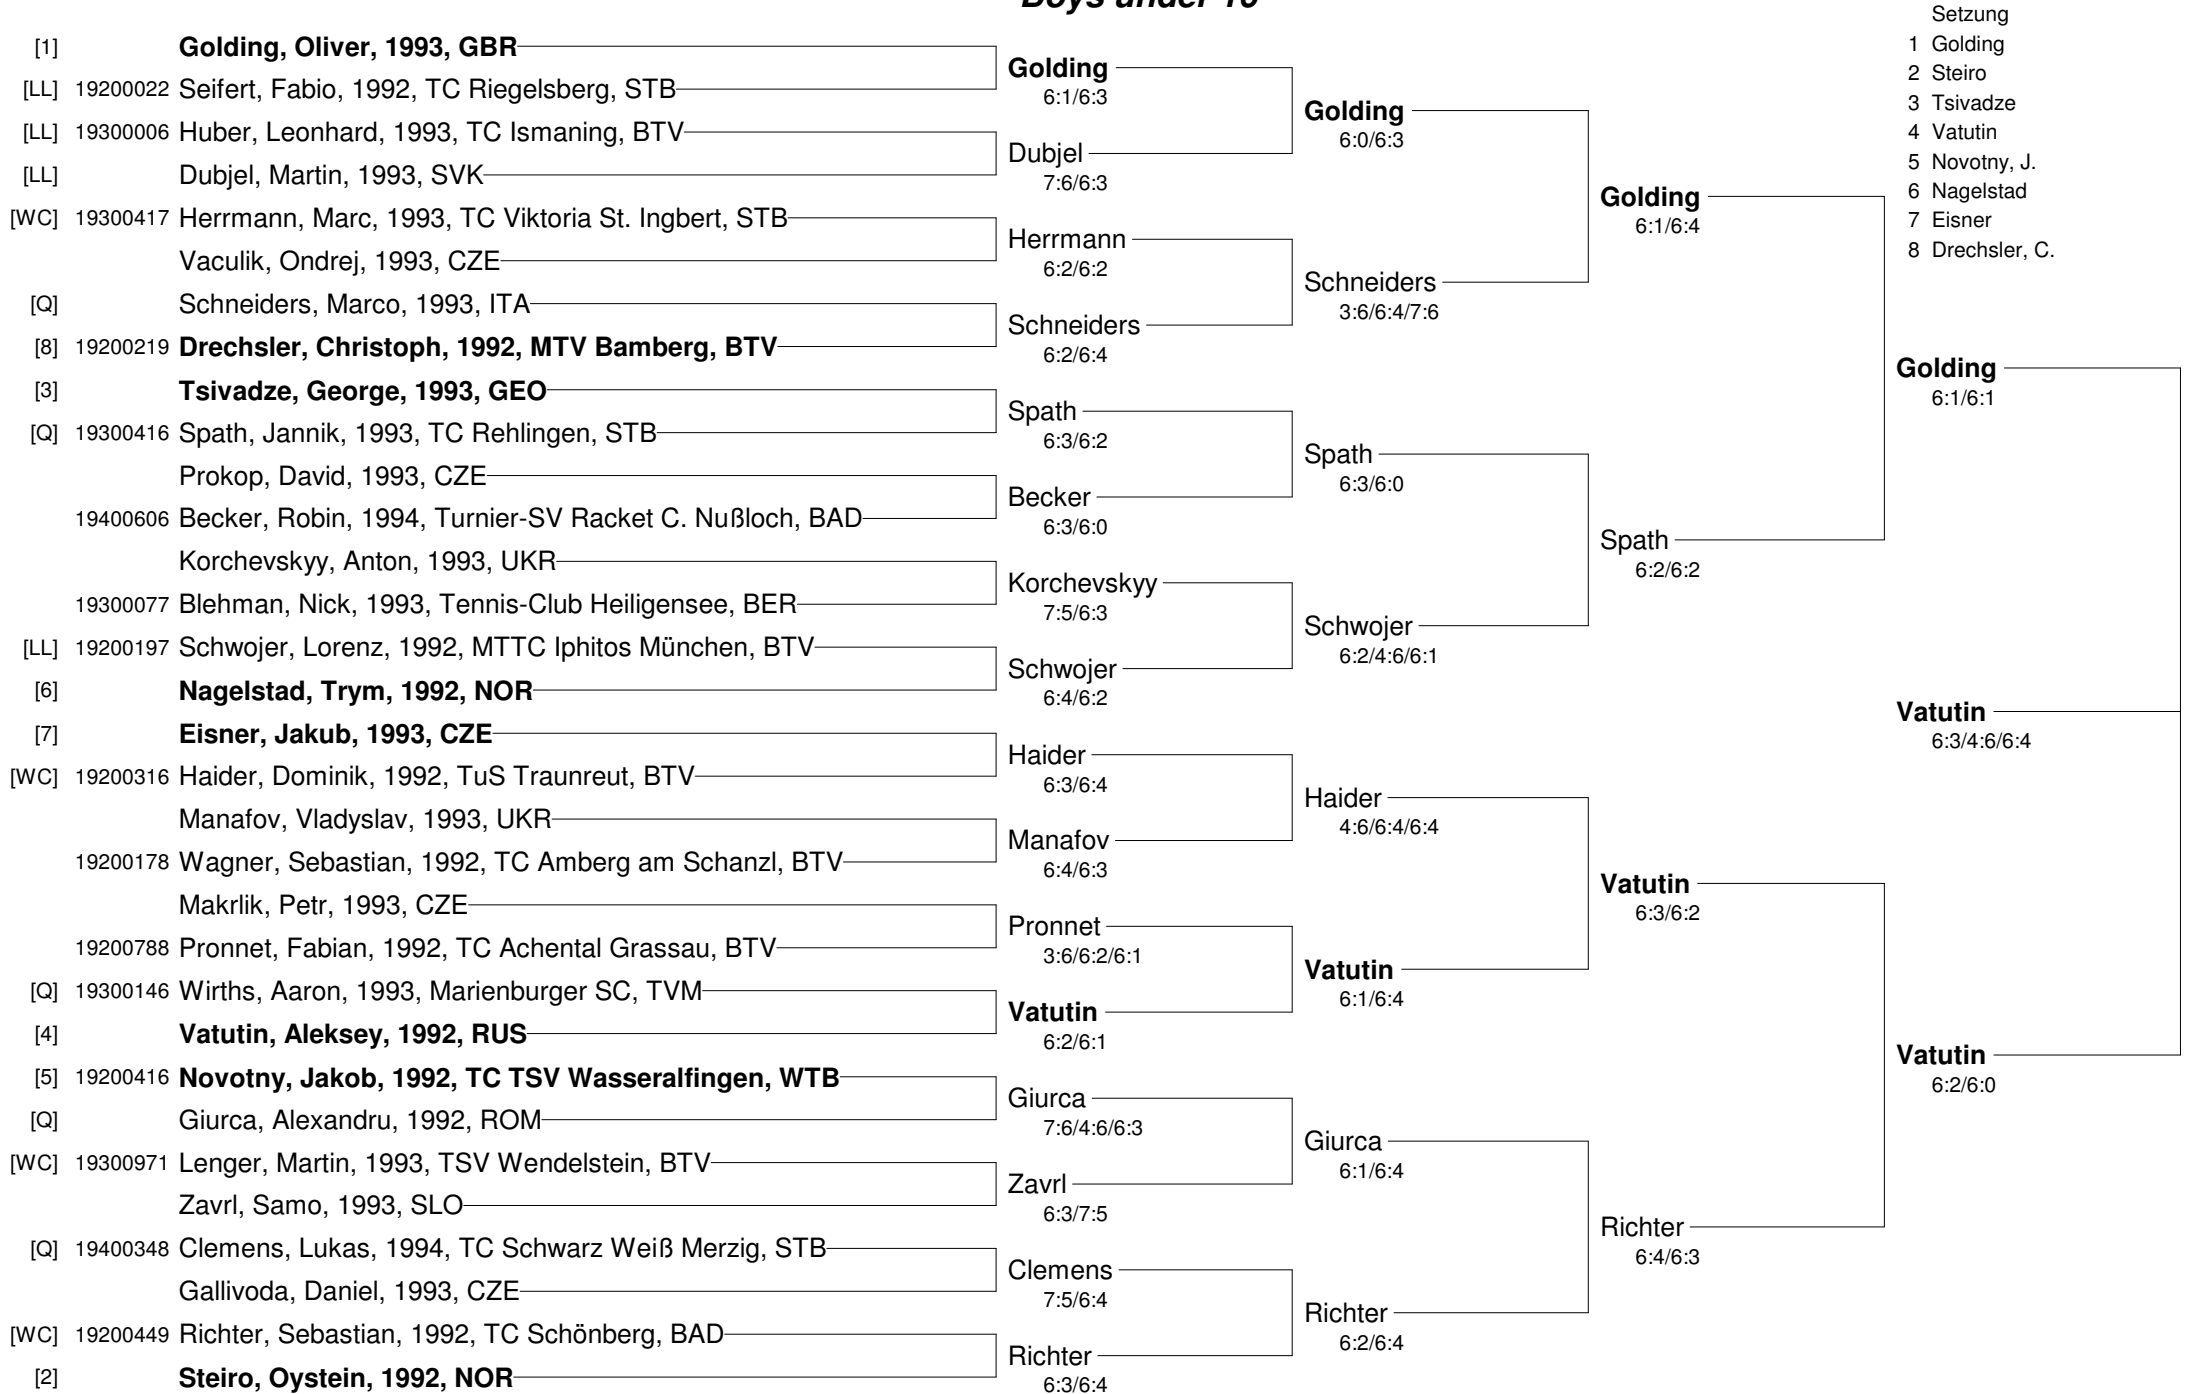 Setzung
1 Golding
2 Steiro
3 Tsivadze
4 Vatutin
5 Novotny, J.
6 Nagelstad
7 Eisner
8 Drechsler, C.
[1] Golding, Oliver, 1993, GBR
[LL] 19200022 Seifert, Fabio, 1992, TC Riegelsberg, STB
[LL] 19300006 Huber, Leonhard, 1993, TC Ismaning, BTV
[LL] Dubjel, Martin, 1993, SVK
[WC] 19300417 Herrmann, Marc, 1993, TC Viktoria St. Ingbert, STB
Vaculik, Ondrej, 1993, CZE
[Q] Schneiders, Marco, 1993, ITA
[8] 19200219 Drechsler, Christoph, 1992, MTV Bamberg, BTV
[3] Tsivadze, George, 1993, GEO
[Q] 19300416 Spath, Jannik, 1993, TC Rehlingen, STB
Prokop, David, 1993, CZE
19400606 Becker, Robin, 1994, Turnier-SV Racket C. Nußloch, BAD
Korchevskyy, Anton, 1993, UKR
19300077 Blehman, Nick, 1993, Tennis-Club Heiligensee, BER
[LL] 19200197 Schwojer, Lorenz, 1992, MTTC Iphitos München, BTV
[6] Nagelstad, Trym, 1992, NOR
[7] Eisner, Jakub, 1993, CZE
[WC] 19200316 Haider, Dominik, 1992, TuS Traunreut, BTV
Manafov, Vladyslav, 1993, UKR
19200178 Wagner, Sebastian, 1992, TC Amberg am Schanzl, BTV
Makrlik, Petr, 1993, CZE
19200788 Pronnet, Fabian, 1992, TC Achental Grassau, BTV
[Q] 19300146 Wirths, Aaron, 1993, Marienburger SC, TVM
[4] Vatutin, Aleksey, 1992, RUS
[5] 19200416 Novotny, Jakob, 1992, TC TSV Wasseralfingen, WTB
[Q] Giurca, Alexandru, 1992, ROM
[WC] 19300971 Lenger, Martin, 1993, TSV Wendelstein, BTV
Zavrl, Samo, 1993, SLO
[Q] 19400348 Clemens, Lukas, 1994, TC Schwarz Weiß Merzig, STB
Gallivoda, Daniel, 1993, CZE
[WC] 19200449 Richter, Sebastian, 1992, TC Schönberg, BAD
[2] Steiro, Oystein, 1992, NOR
Golding
6:1/6:3
Dubjel
7:6/6:3
Herrmann
6:2/6:2
Schneiders
6:2/6:4
Spath
6:3/6:2
Becker
6:3/6:0
Korchevskyy
7:5/6:3
Schwojer
6:4/6:2
Haider
6:3/6:4
Manafov
6:4/6:3
Pronnet
3:6/6:2/6:1
Vatutin
6:2/6:1
Giurca
7:6/4:6/6:3
Zavrl
6:3/7:5
Clemens
7:5/6:4
Richter
6:3/6:4
Golding
6:0/6:3
Schneiders
3:6/6:4/7:6
Spath
6:3/6:0
Schwojer
6:2/4:6/6:1
Haider
4:6/6:4/6:4
Vatutin
6:1/6:4
Giurca
6:1/6:4
Richter
6:2/6:4
Golding
6:1/6:4
Spath
6:2/6:2
Vatutin
6:3/6:2
Richter
6:4/6:3
Golding
6:1/6:1
Vatutin
6:3/4:6/6:4
Vatutin
6:2/6:0